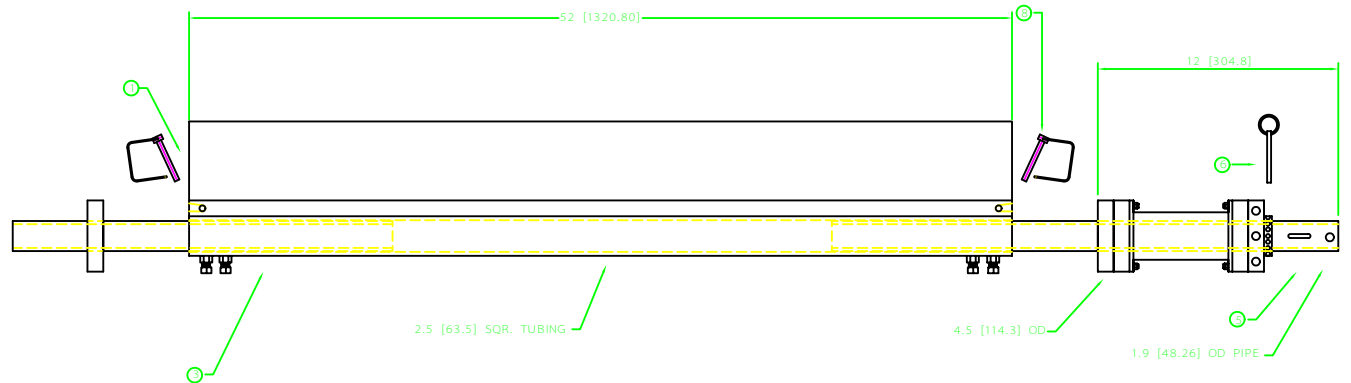 52 [1320.80]
8
12 [304.8]
1
6
2.5 [63.5] SQR. TUBING
4.5 [114.3] OD
5
1.9 [48.26] OD PIPE
3